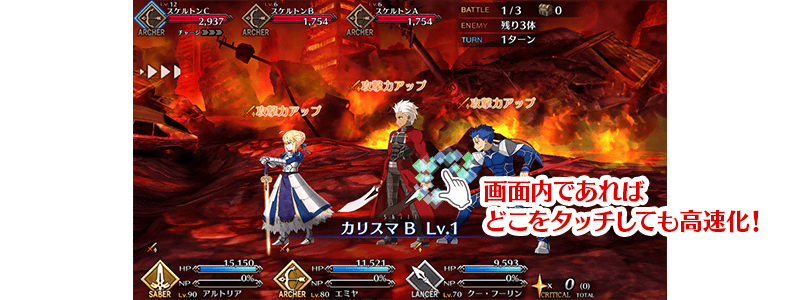 Lv.12
スケルトンC
2,937
ARCHER
チャージ
Lv.6
スケルトンB
1,754
ARCHER
Lv.6
スケルトンA
1,754
ARCHER
BATTLE 1/3 0
ENEMY 残り3体
TURN 1ターン
攻撃力アップ
攻撃力アップ
攻撃力アップ
画面内であれば
どこをタッチしても高速化!
カリスマ B Lv.1
SABER
HP 15,150
NP 0%
Lv.90 アルトリア
ARCHER
HP 11,521
NP 0%
Lv.80 エミヤ
LANCER
HP 9,593
NP 0%
Lv.70 クー・フーリン
× 0 (0)
CRITICAL TOTAL